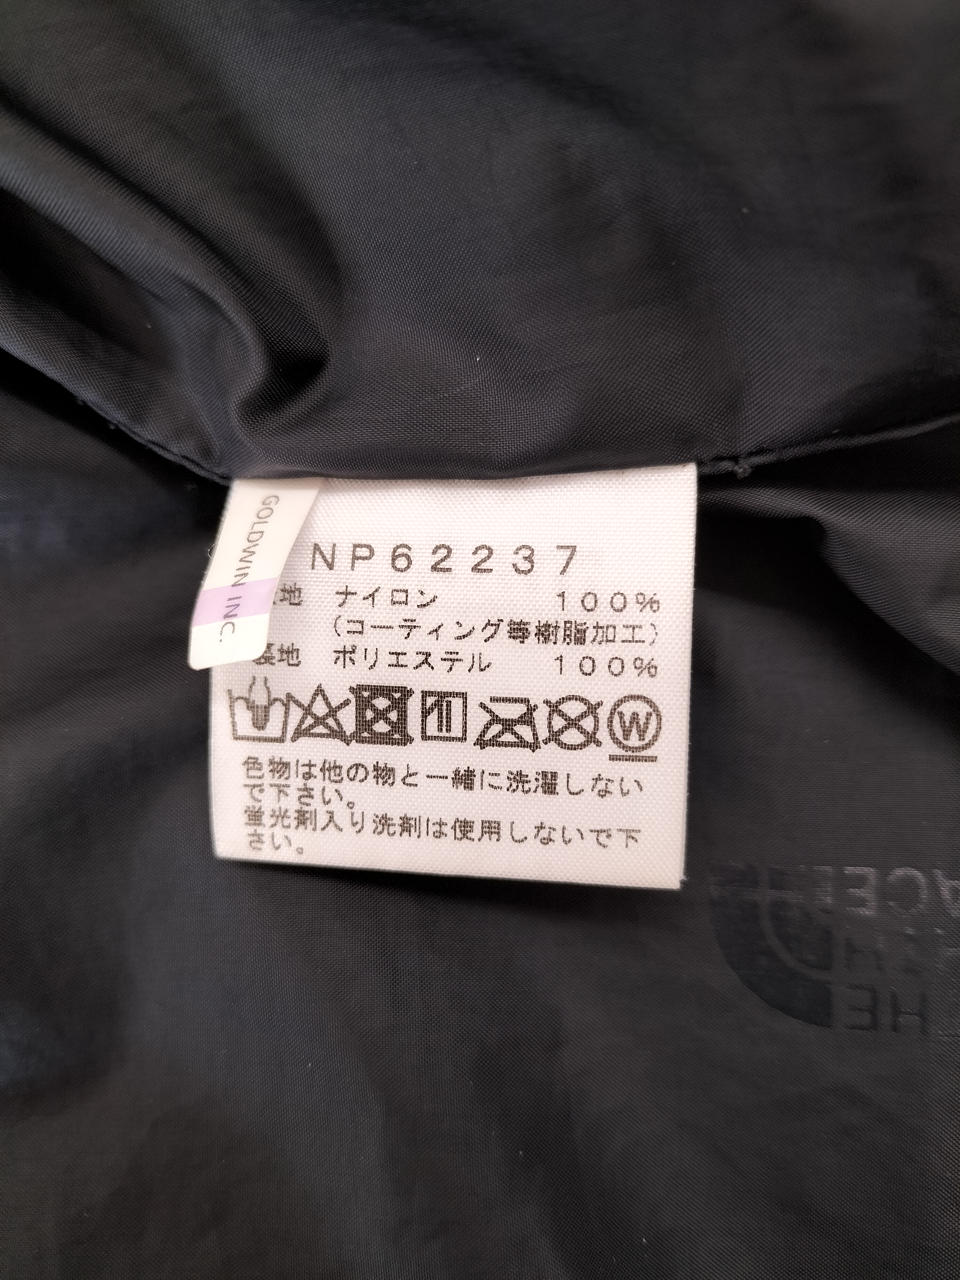 GOLDWIN INC.
NP62237
地 ナイロン 100%
(コーティング等樹脂加工)
裏地 ポリエステル 100%
W
色物は他の物と一緒に洗濯しない
で下さい。
蛍光剤入り洗剤は使用しないで下
さい。
THE
ACE